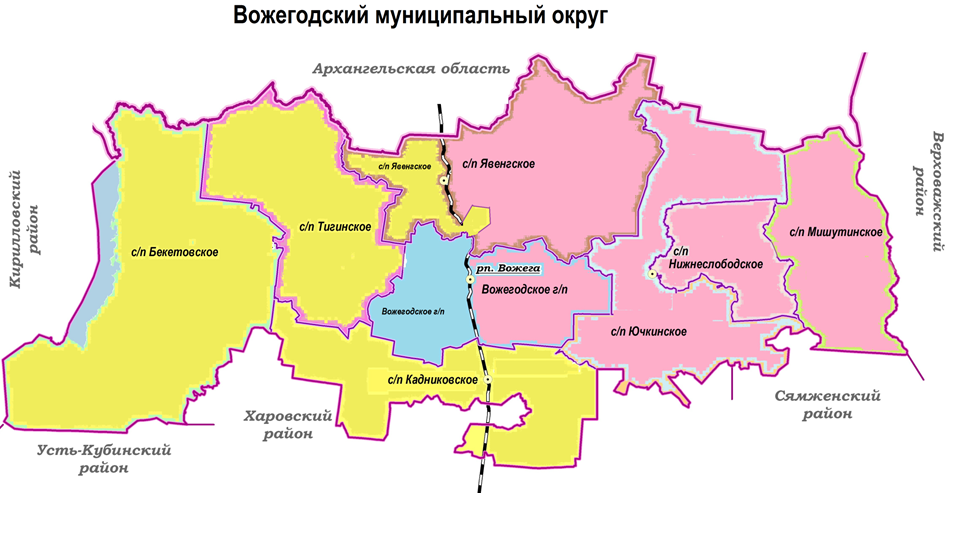 Вожегодский муниципальный округ
Архангельская область
Кирилловский
район
Верховажский
район
с/п Явенгское
с/п Явенгское
с/п Тигинское
с/п Бекетовское
с/п Мишутинское
с/п
Нижнеслободское
рп. Вожега
Вожегодское г/п
Вожегодское г/п
с/п Ючкинское
с/п Кадниковское
Сямженский
район
Харовский
район
Усть-Кубинский
район